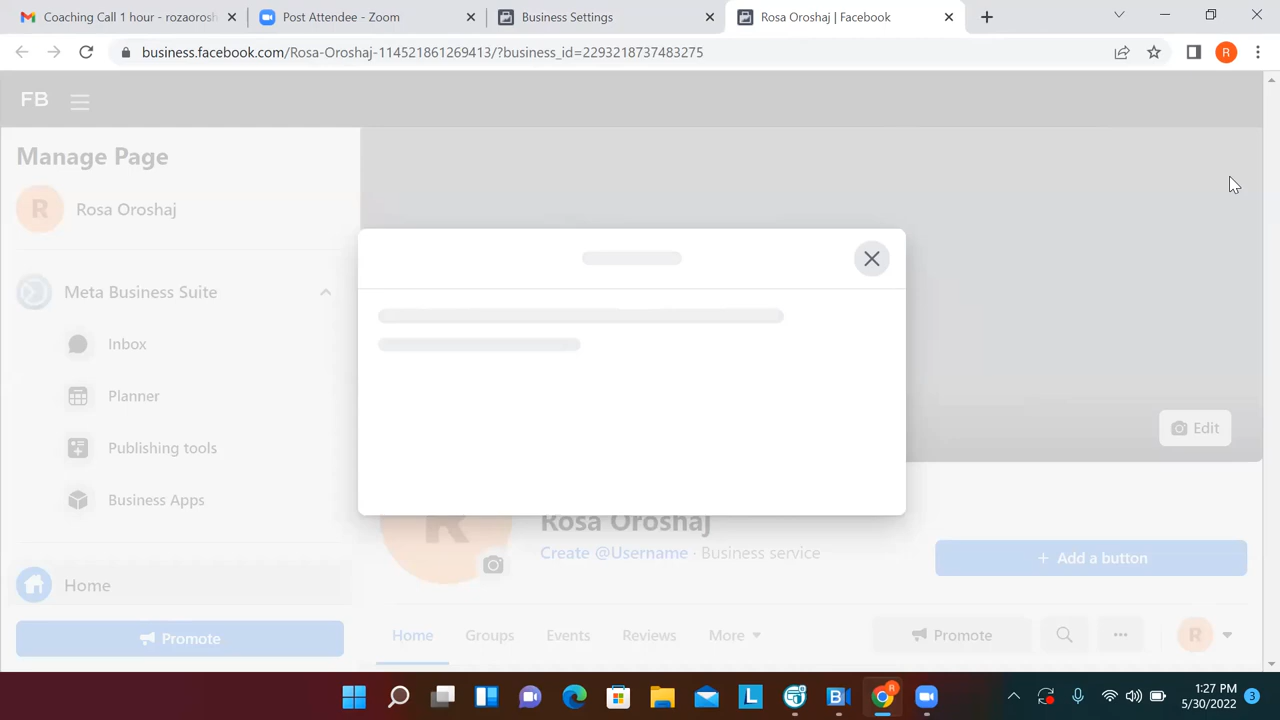 Coaching Call 1 hour - rozaorosh
Post Attendee - Zoom
Business Settings
Rosa Oroshaj | Facebook
business.facebook.com/Rosa-Oroshaj-114521861269413/?business_id=2293218737483275
R
FB
Manage Page
R
Rosa Oroshaj
Meta Business Suite
Inbox
Planner
Edit
Publishing tools
Business Apps
Rosa Oroshaj
Create @Username · Business service
+ Add a button
Home
Promote
Home
Groups
Events
Reviews
More
Promote
R
1:27 PM
5/30/2022
3